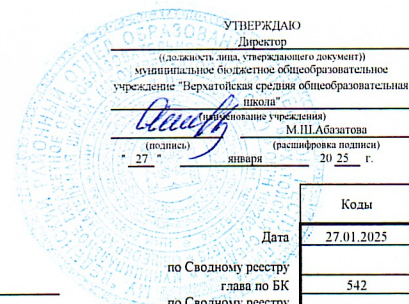 УТВЕРЖДАЮ
Директор
((должность лица, утверждающего документ))
муниципальное бюджетное общеобразовательное
учреждение "Верхатойская средняя общеобразовательная
школа"
(наименование учреждения)
М.Ш.Абазатова
(подпись) (расшифровка подписи)
" 27 " января 20 25 г.
Коды
Дата 27.01.2025
по Сводному реестру
глава по БК 542
по Сводному реестру